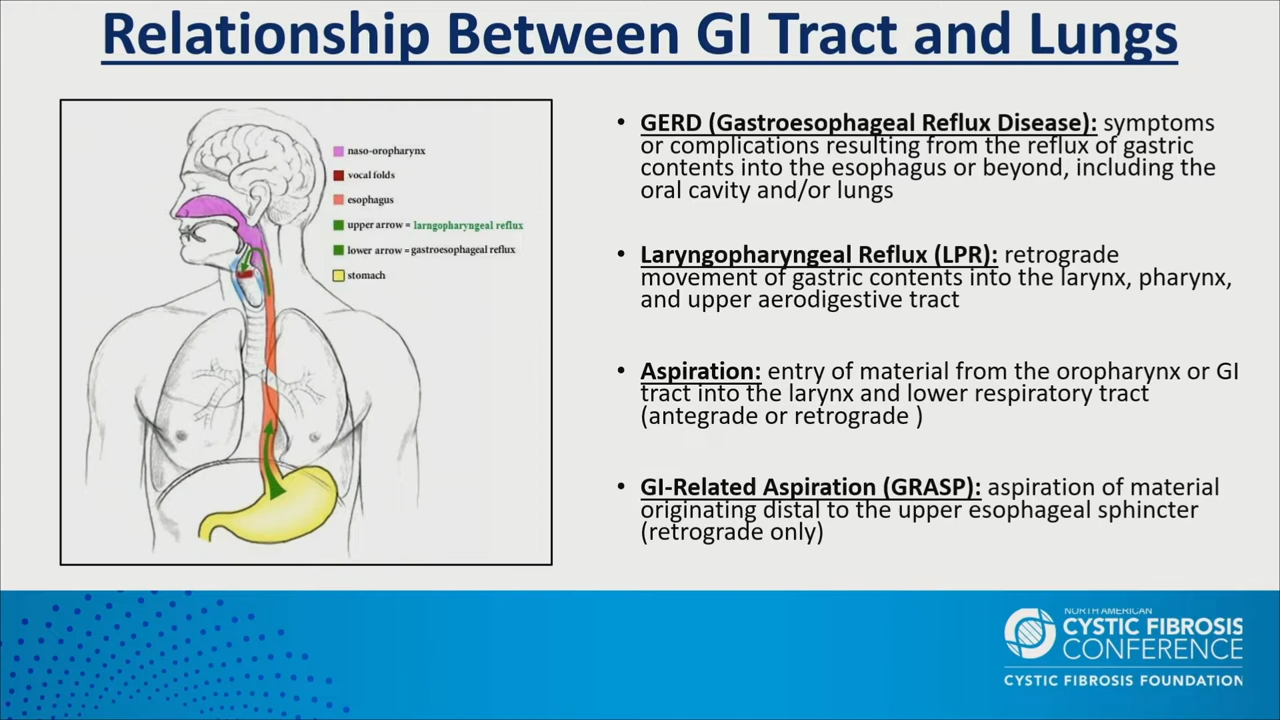 Relationship Between GI Tract and Lungs
naso-oropharynx
vocal folds
esophagus
upper arrow = larngopharyngeal reflux
lower arrow = gastroesophageal reflux
stomach
• GERD (Gastroesophageal Reflux Disease): symptoms
or complications resulting from the reflux of gastric
contents into the esophagus or beyond, including the
oral cavity and/or lungs
• Laryngopharyngeal Reflux (LPR): retrograde
movement of gastric contents into the larynx, pharynx,
and upper aerodigestive tract
• Aspiration: entry of material from the oropharynx or GI
tract into the larynx and lower respiratory tract
(antegrade or retrograde )
• GI-Related Aspiration (GRASP): aspiration of material
originating distal to the upper esophageal sphincter
(retrograde only)
NORTH AMERICAN
CYSTIC FIBROSIS
CONFERENCE
CYSTIC FIBROSIS FOUNDATION